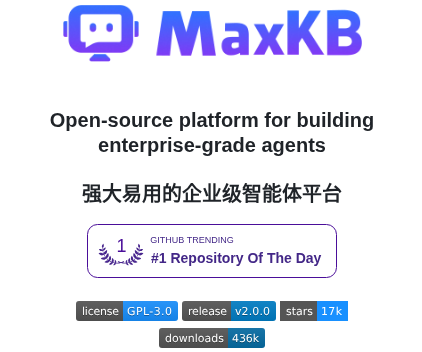 MaxKB
Open-source platform for building
enterprise-grade agents
强大易用的企业级智能体平台
1
GITHUB TRENDING
#1 Repository Of The Day
license GPL-3.0 release v2.0.0 stars 17k
downloads 436k